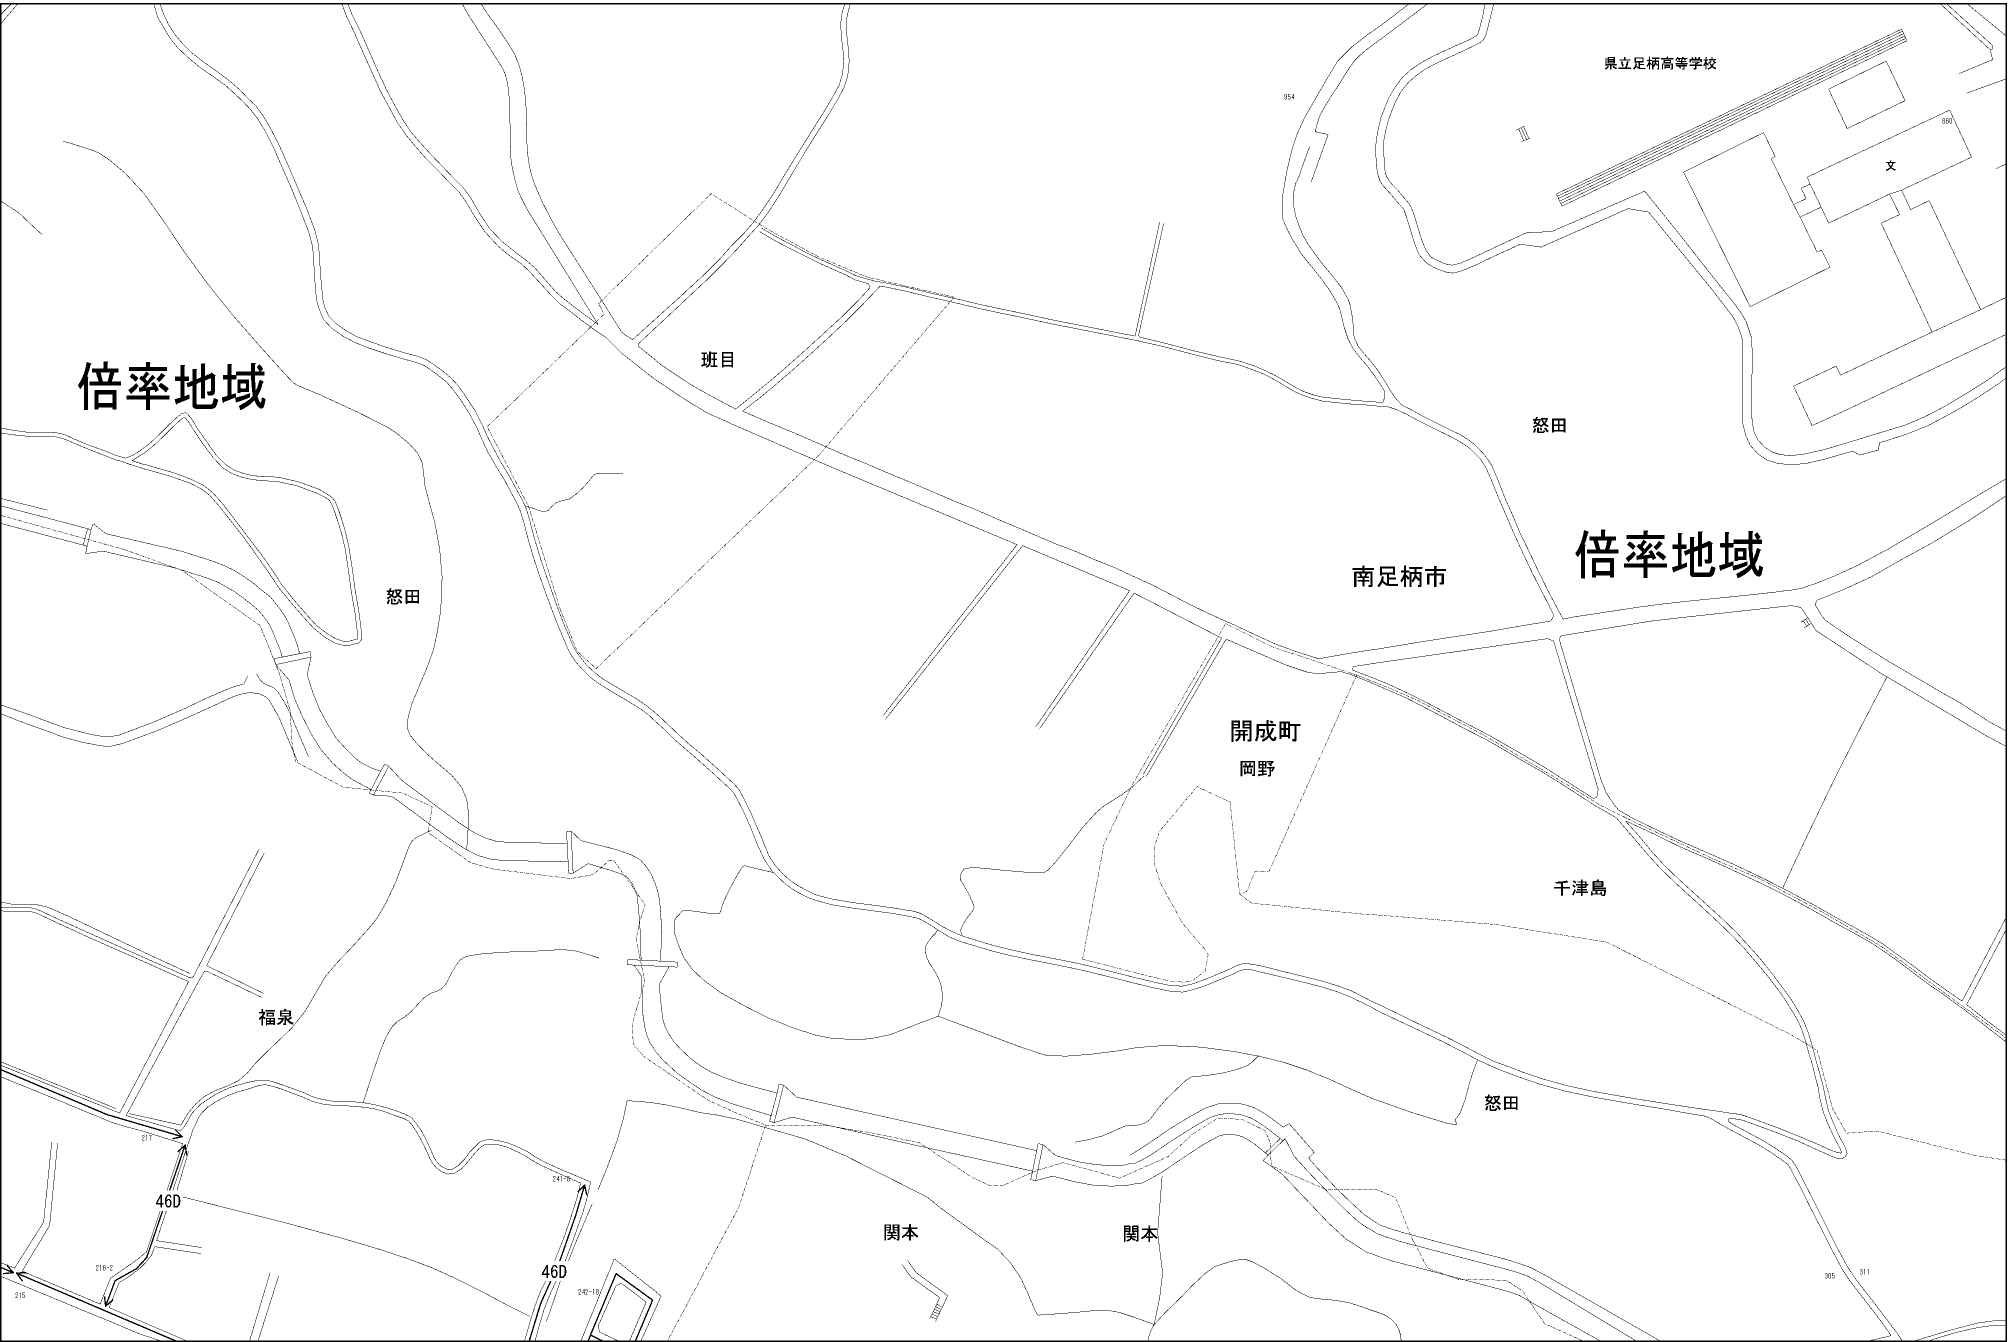 県立足柄高等学校
954
860
文
班目
倍率地域
怒田
倍率地域
南足柄市
怒田
開成町
岡野
千津島
福泉
怒田
217
241-6
46D
関本
関本
46D
216-2
305
311
242-18
215